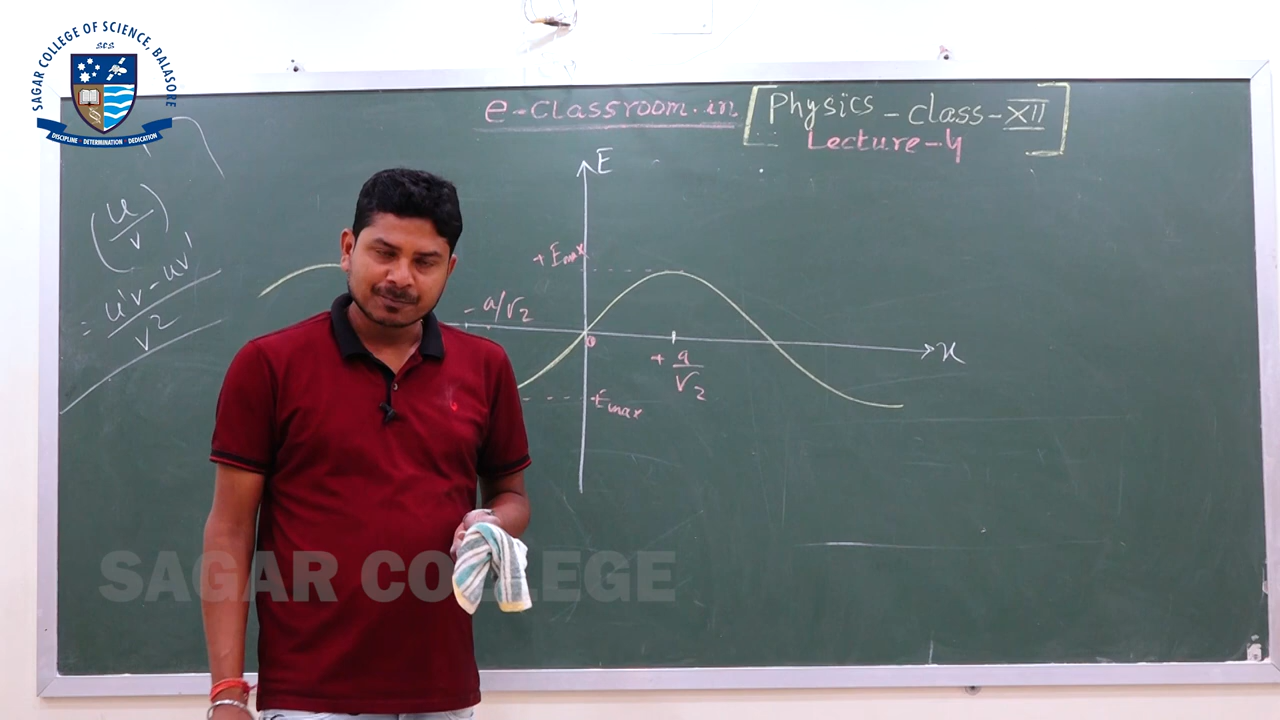 SAGAR COLLEGE OF SCIENCE, BALASORE
SCS
DISCIPLINE · DETERMINATION · DEDICATION
e-Classroom.in [Physics - class - XII]
Lecture - 4
E
(u/v)
= u'v - uv' / v²
+ Emax
- a/√2
0
+ a/√2
x
- Emax
SAGAR COLLEGE